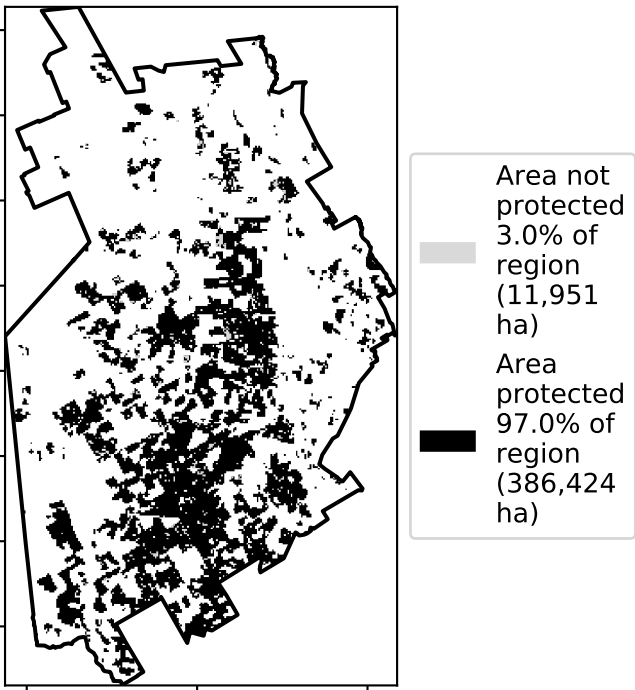 Area not
protected
3.0% of
region
(11,951
ha)
Area
protected
97.0% of
region
(386,424
ha)